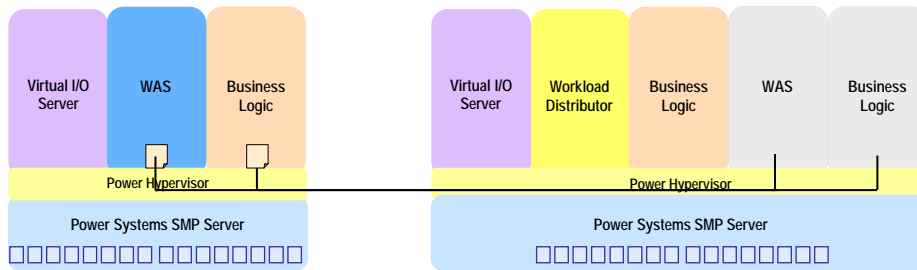 Virtual I/O
Server
WAS
Business
Logic
Power Hypervisor
Power Systems SMP Server
Virtual I/O
Server
Workload
Distributor
Business
Logic
WAS
Business
Logic
Power Hypervisor
Power Systems SMP Server